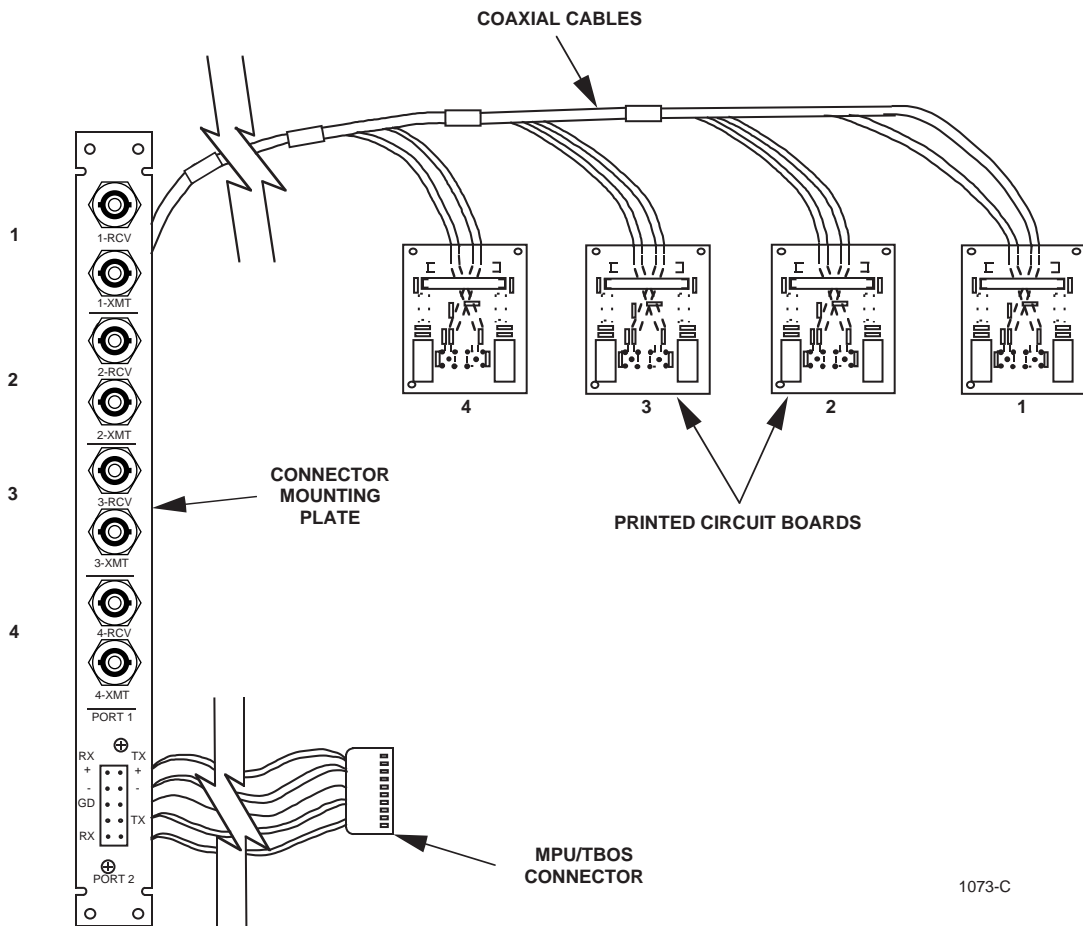 COAXIAL CABLES
1
1-RCV
1-XMT
2
2-RCV
2-XMT
3
3-RCV
3-XMT
4
4-RCV
4-XMT
PORT 1
RX TX
+ +
- -
GD
TX
RX
PORT 2
CONNECTOR
MOUNTING
PLATE
4
3
2
1
PRINTED CIRCUIT BOARDS
MPU/TBOS
CONNECTOR
1073-C